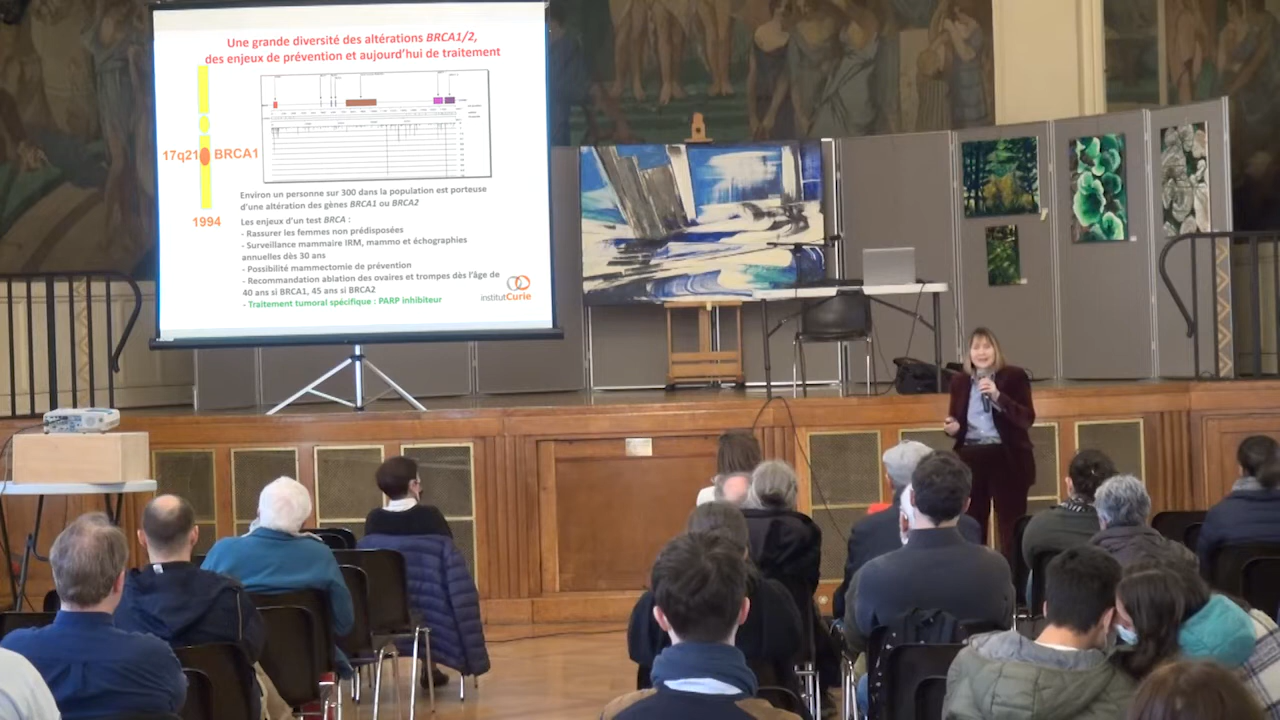 Une grande diversité des altérations BRCA1/2,
des enjeux de prévention et aujourd'hui de traitement
17q21 BRCA1
1994
Environ un personne sur 300 dans la population est porteuse
d'une altération des gènes BRCA1 ou BRCA2
Les enjeux d'un test BRCA :
- Rassurer les femmes non prédisposées
- Surveillance mammaire IRM, mammo et échographies
annuelles dès 30 ans
- Possibilité mammectomie de prévention
- Recommandation ablation des ovaires et trompes dès l'âge de
40 ans si BRCA1, 45 ans si BRCA2
- Traitement tumoral spécifique : PARP inhibiteur
institutCurie